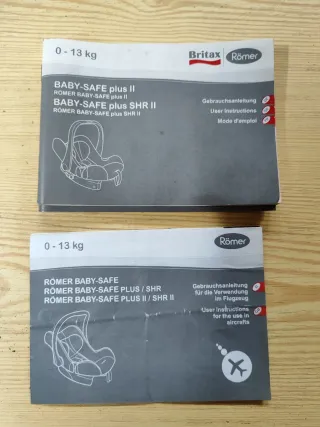 0 - 13 kg
Britax Römer
BABY-SAFE plus II
RÖMER BABY-SAFE plus II
BABY-SAFE plus SHR II
RÖMER BABY-SAFE plus SHR II
Gebrauchsanleitung
User Instructions
Mode d'emploi
0 - 13 kg
Römer
RÖMER BABY-SAFE
RÖMER BABY-SAFE PLUS / SHR
RÖMER BABY-SAFE PLUS II / SHR II
Gebrauchsanleitung
für die Verwendung
im Flugzeug
User Instructions
for the use in
aircrafts